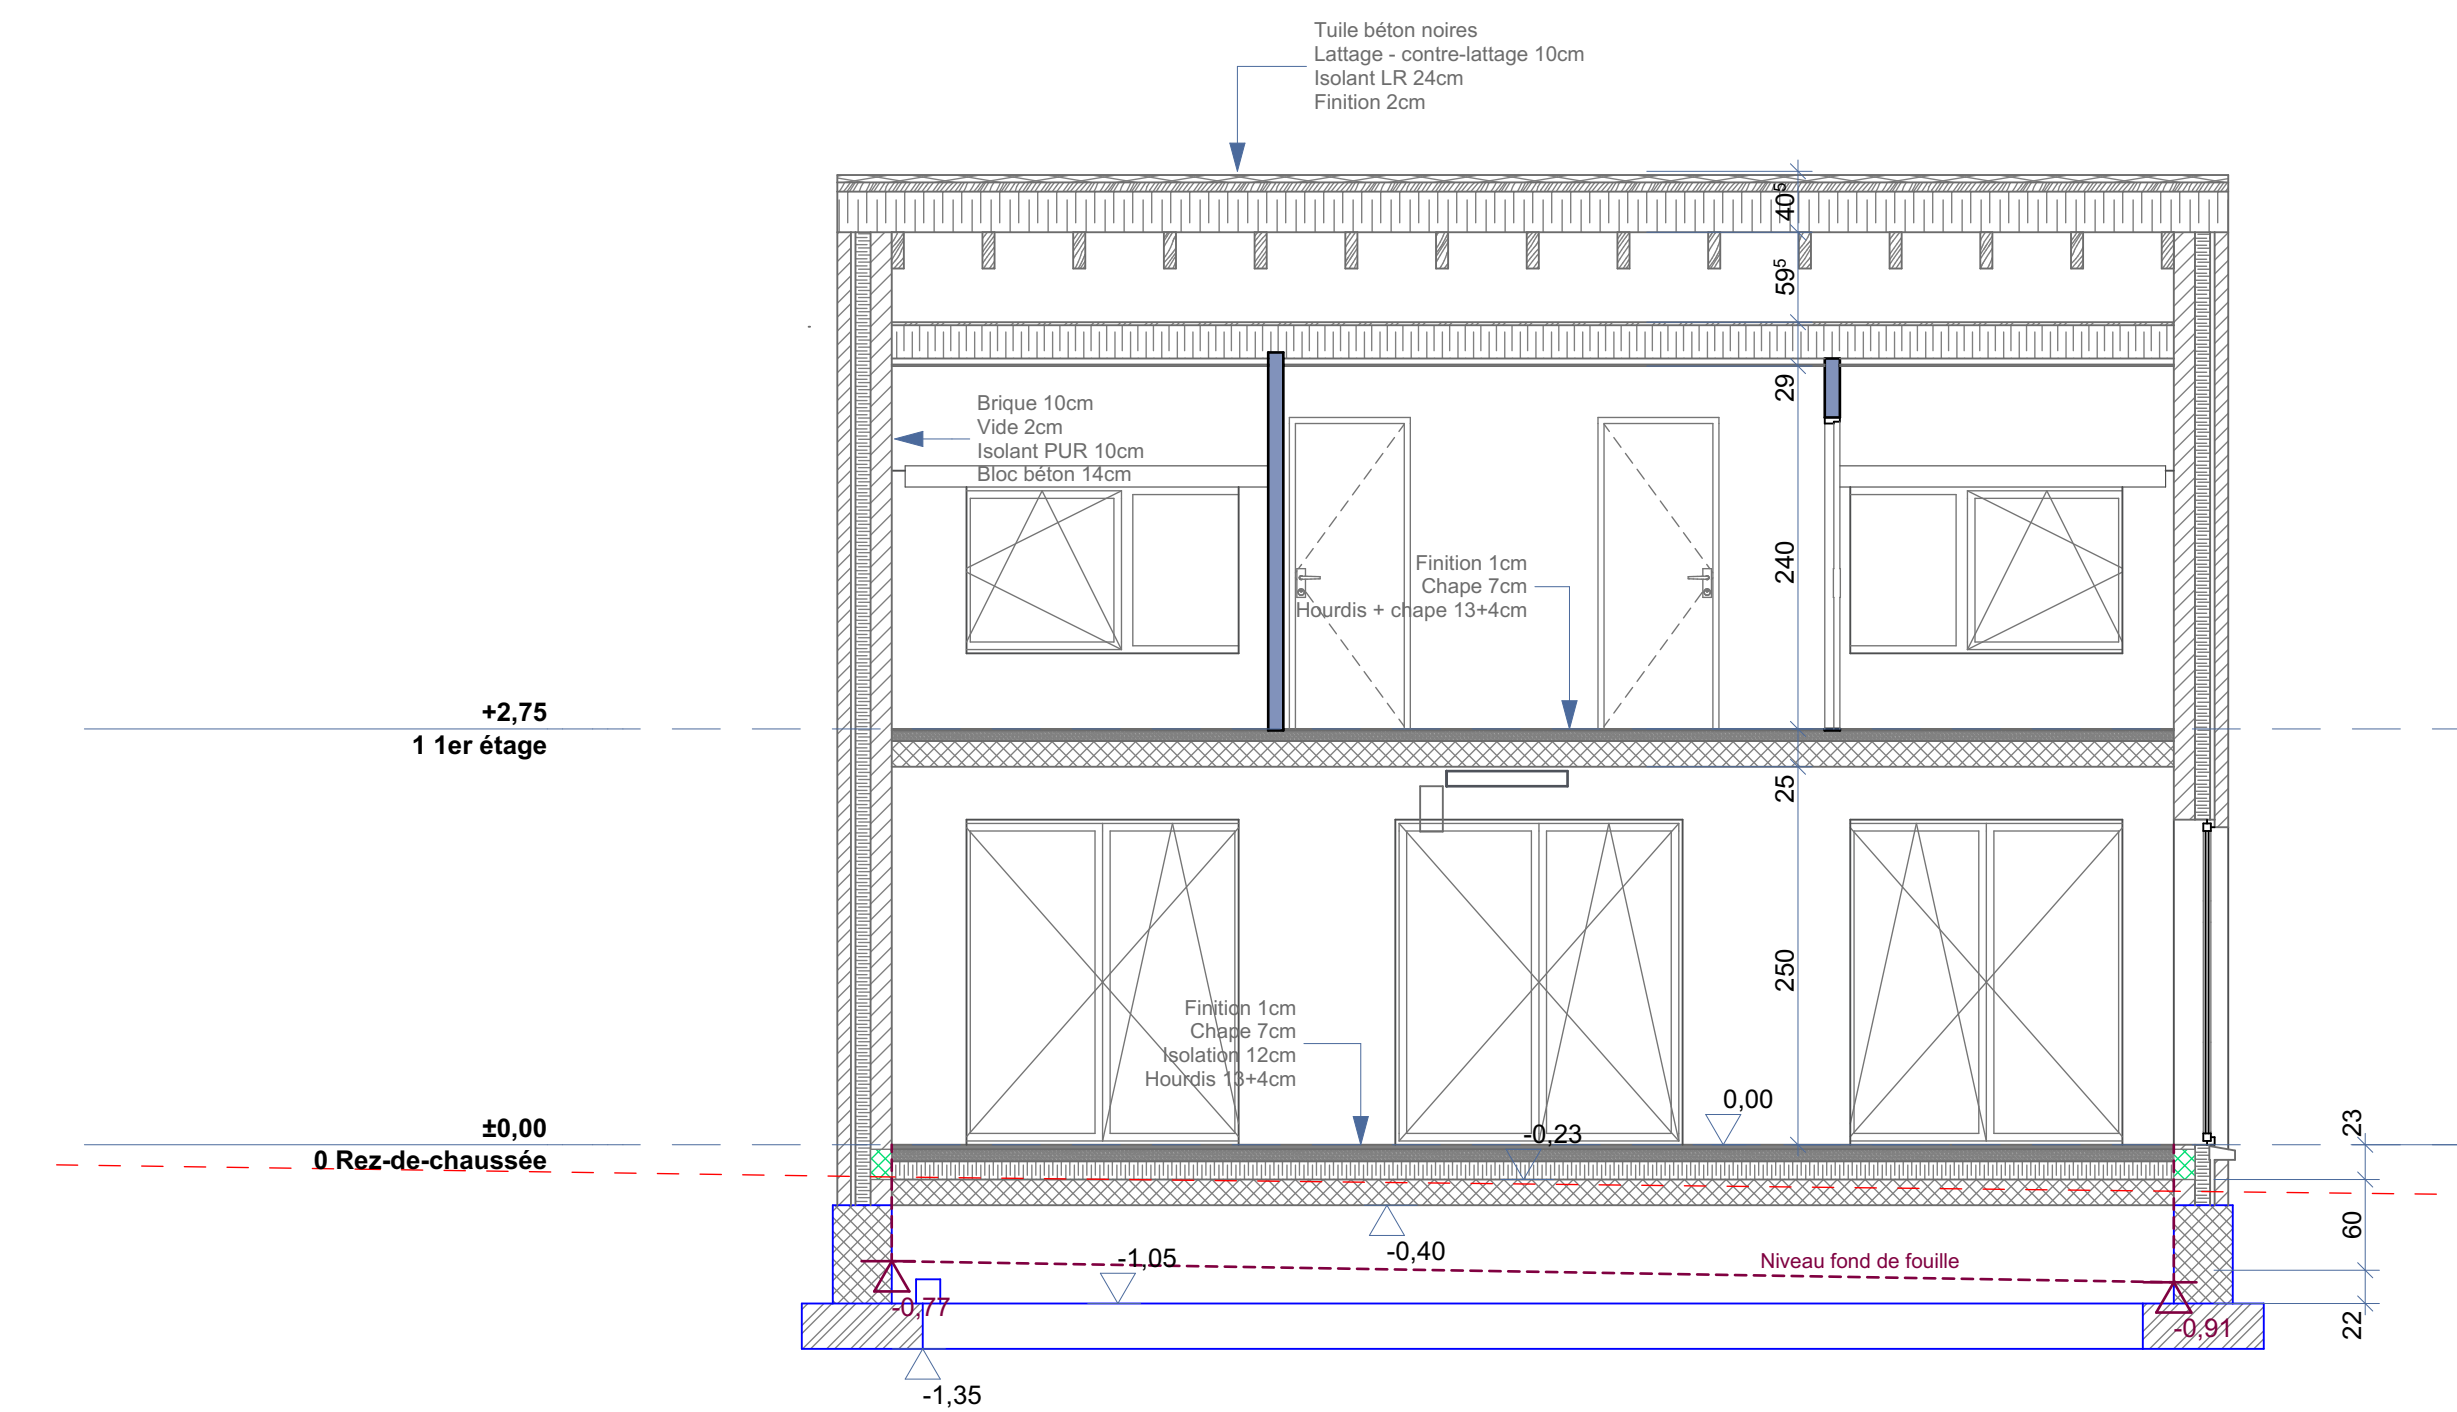 Tuile béton noires
Lattage - contre-lattage 10cm
Isolant LR 24cm
Finition 2cm
40⁵
59⁵
29
Brique 10cm
Vide 2cm
Isolant PUR 10cm
Bloc béton 14cm
240
Finition 1cm
Chape 7cm
Hourdis + chape 13+4cm
+2,75
1 1er étage
25
250
Finition 1cm
Chape 7cm
Isolation 12cm
Hourdis 13+4cm
0,00
-0,23
±0,00
0 Rez-de-chaussée
23
60
22
-0,40
-1,05
Niveau fond de fouille
-0,77
-0,91
-1,35